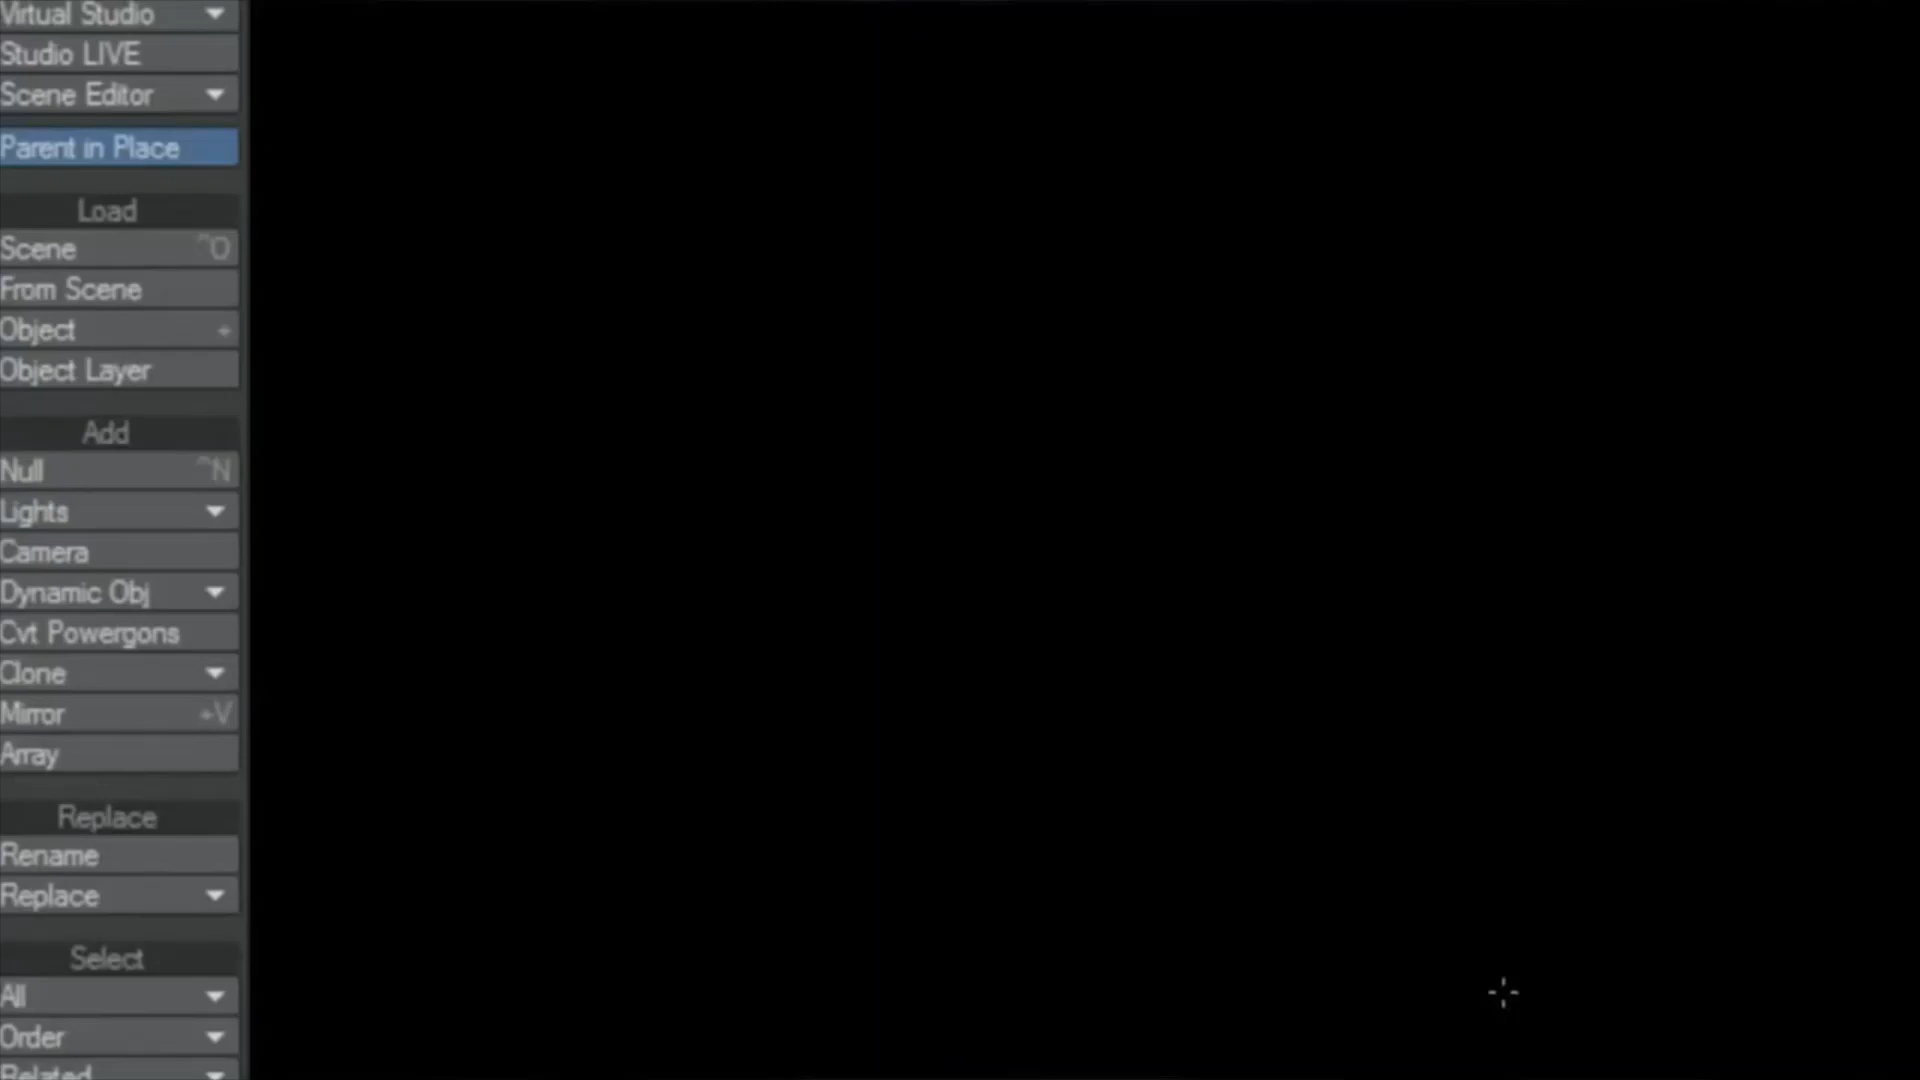 Virtual Studio
Studio LIVE
Scene Editor
Parent in Place
Load
Scene ^O
From Scene
Object +
Object Layer
Add
Null ^N
Lights
Camera
Dynamic Obj
Cvt Powergons
Clone
Mirror +V
Array
Replace
Rename
Replace
Select
All
Order
Related